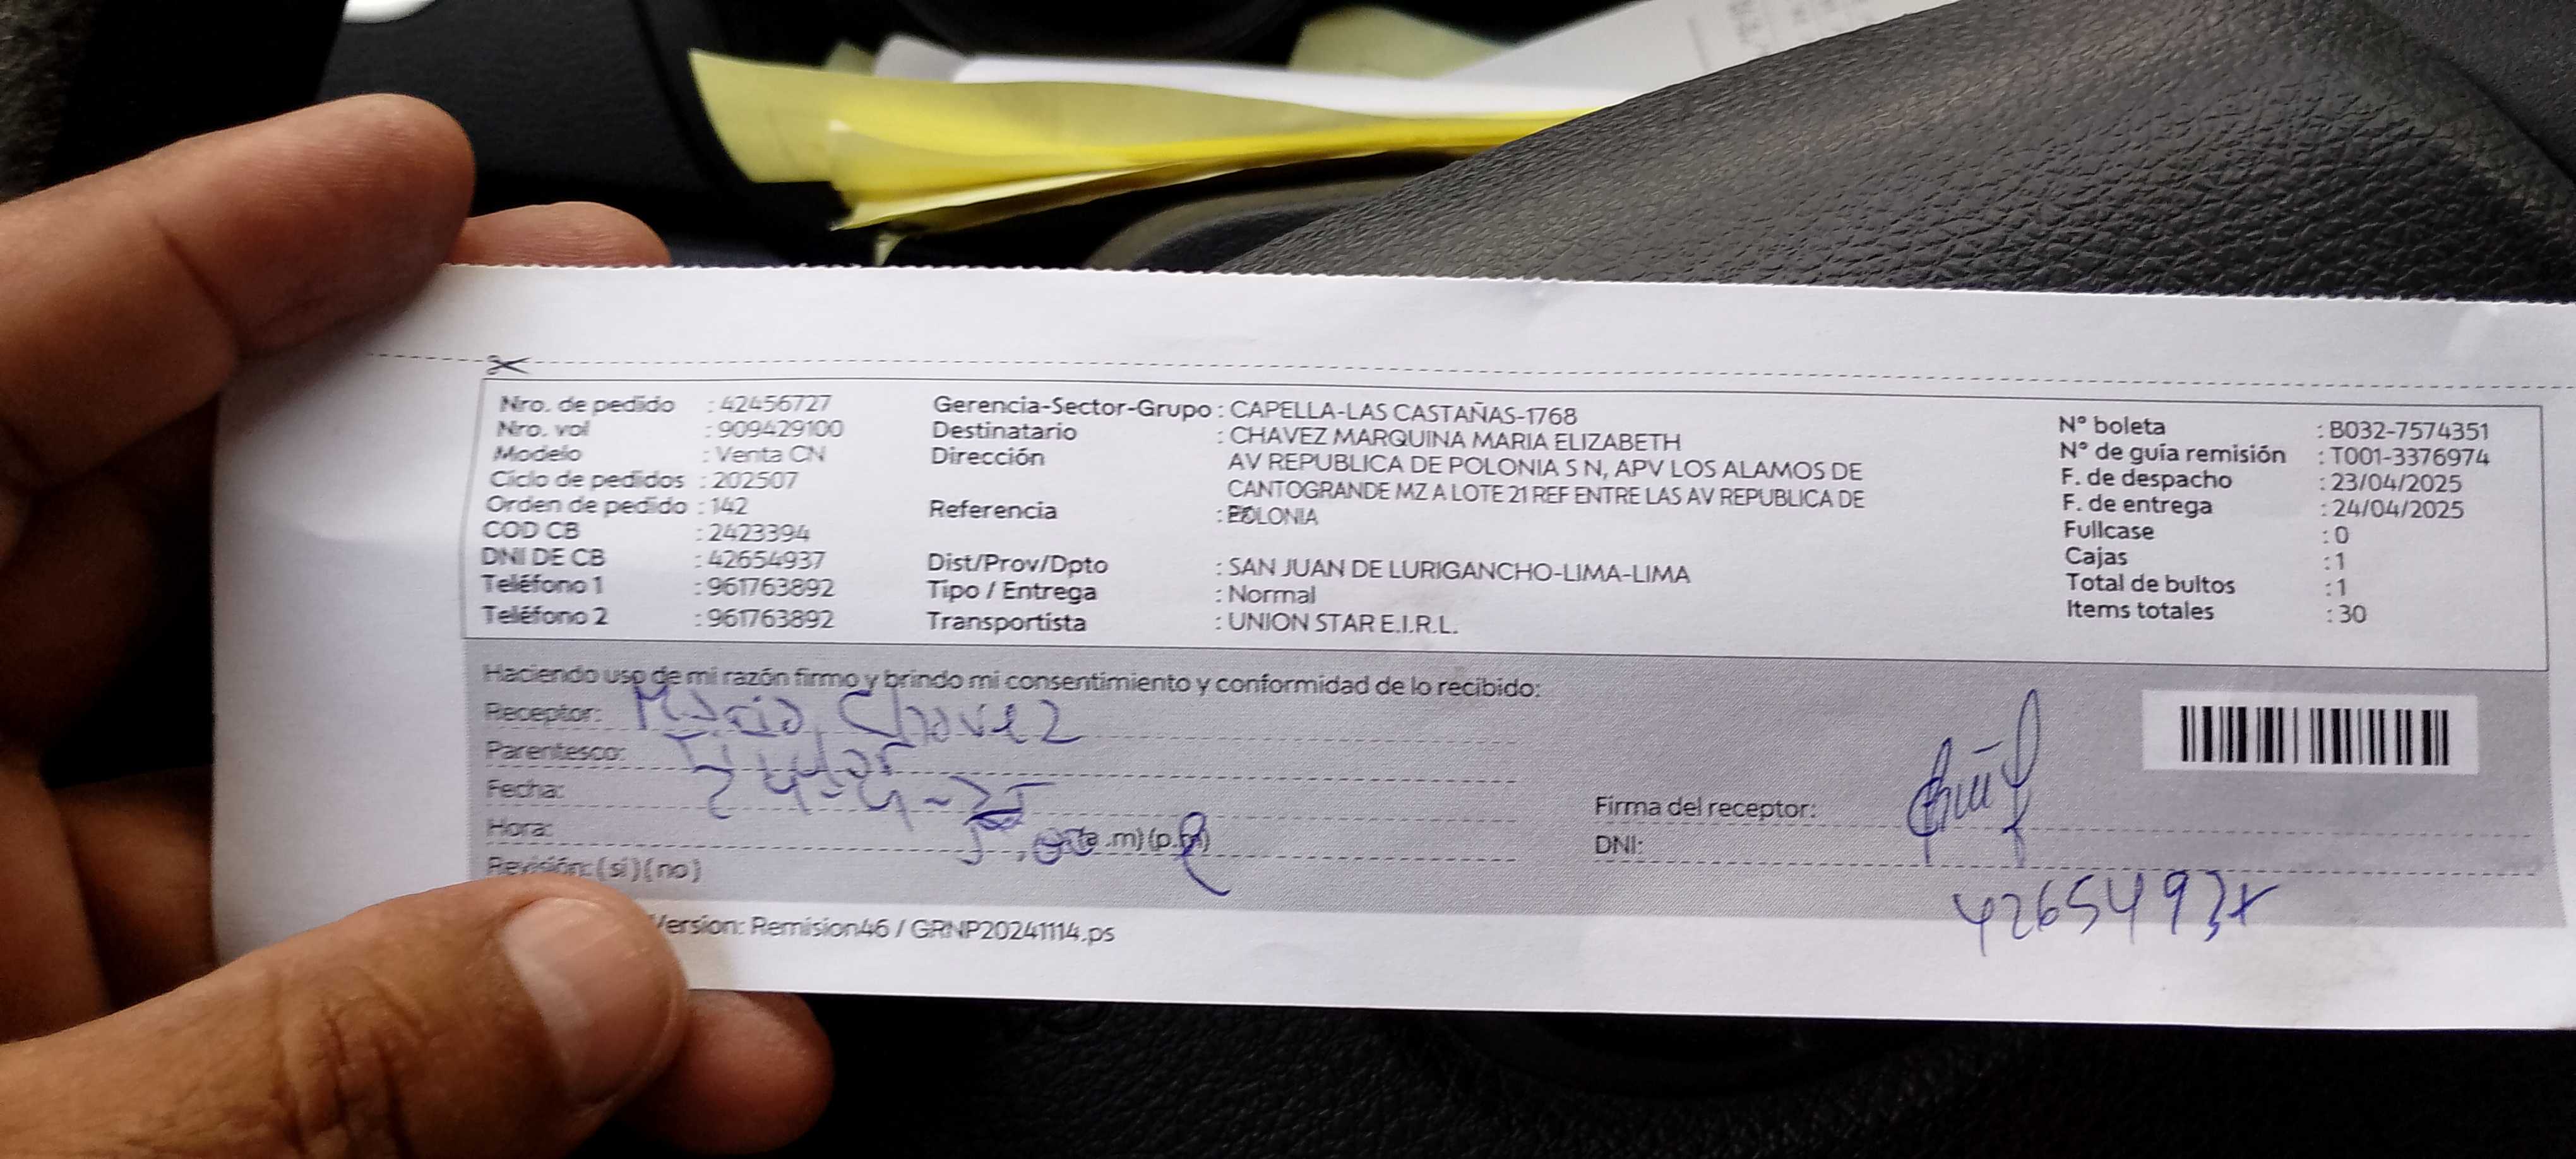 Nro. de pedido : 42456727
Nro. vol : 909429100
Modelo : Venta CN
Ciclo de pedidos : 202507
Orden de pedido : 142
COD CB : 2423394
DNI DE CB : 42654937
Teléfono 1 : 961763892
Teléfono 2 : 961763892
Gerencia-Sector-Grupo : CAPELLA-LAS CASTAÑAS-1768
Destinatario : CHAVEZ MARQUINA MARIA ELIZABETH
Dirección AV REPUBLICA DE POLONIA S N, APV LOS ALAMOS DE
CANTOGRANDE MZ A LOTE 21 REF ENTRE LAS AV REPUBLICA DE
Referencia : POLONIA
Dist/Prov/Dpto : SAN JUAN DE LURIGANCHO-LIMA-LIMA
Tipo / Entrega : Normal
Transportista : UNION STAR E.I.R.L.
N° boleta : B032-7574351
N° de guía remisión : T001-3376974
F. de despacho : 23/04/2025
F. de entrega : 24/04/2025
Fullcase : 0
Cajas : 1
Total de bultos : 1
Items totales : 30
Haciendo uso de mi razón firmo y brindo mi consentimiento y conformidad de lo recibido:
Receptor: Maria Chavez
Parentesco: Titular
Fecha: 24-4-25
Hora: (a.m)(p.m)
Revisión: (si)(no)
Firma del receptor:
DNI: 42654937
Version: Remision46 / GRNP20241114.ps